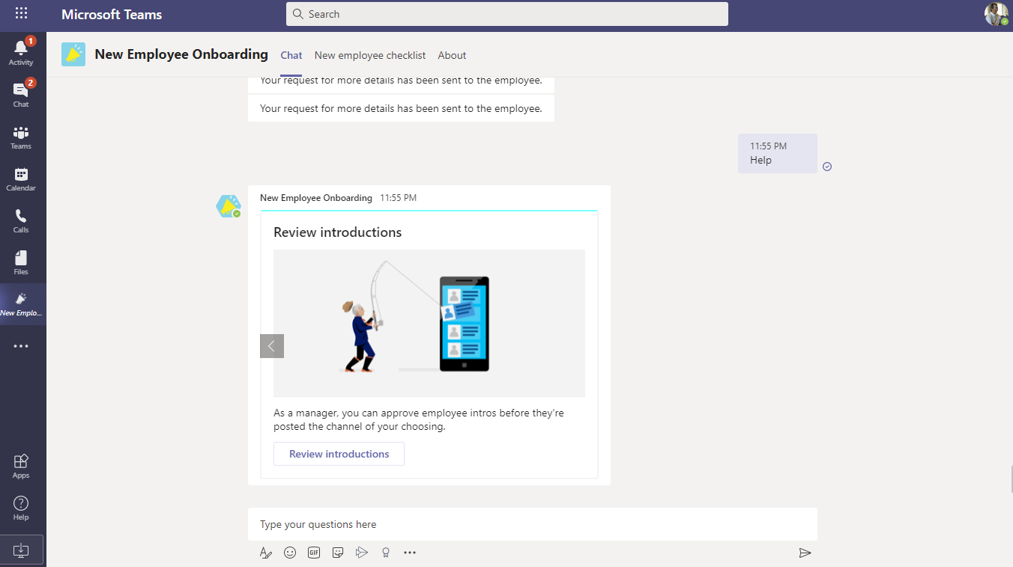 Microsoft Teams
Search
1
Activity
2
Chat
Teams
Calendar
Calls
Files
New Emplo...
Apps
Help
New Employee Onboarding
Chat
New employee checklist
About
Your request for more details has been sent to the employee.
Your request for more details has been sent to the employee.
11:55 PM
Help
New Employee Onboarding 11:55 PM
Review introductions
As a manager, you can approve employee intros before they're
posted the channel of your choosing.
Review introductions
Type your questions here
GIF